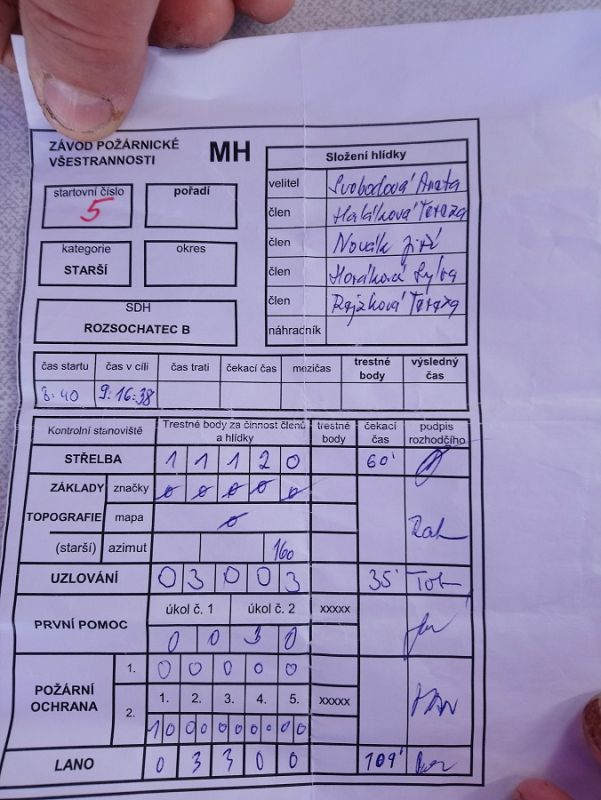 ZÁVOD POŽÁRNICKÉ VŠESTRANNOSTI
MH
Složení hlídky
startovní číslo
5
pořadí
kategorie
STARŠÍ
okres
SDH
ROZSOCHATEC B
velitel Svobodová Aneta
člen Halátková Tereza
člen Novák Jiří
člen Horáková Sylva
člen Rajzková Tereza
náhradník
čas startu čas v cíli čas trati čekací čas mezičas trestné body výsledný čas
8:40 9:16:38
Kontrolní stanoviště Trestné body za činnost členů a hlídky trestné body čekací čas podpis rozhodčího
STŘELBA 1 1 1 2 0 60'
ZÁKLADY TOPOGRAFIE (starší)
značky 0 0 0 0 0
mapa 0
azimut 160
UZLOVÁNÍ 0 3 0 0 3 35'
PRVNÍ POMOC
úkol č. 1 úkol č. 2 xxxxx
0 0 3 0
POŽÁRNÍ OCHRANA
1. 0 0 0 0 0
2. 1. 2. 3. 4. 5. xxxxx
1 0 0 0 0 0 0 0 0 0
LANO 0 3 3 0 0 109'